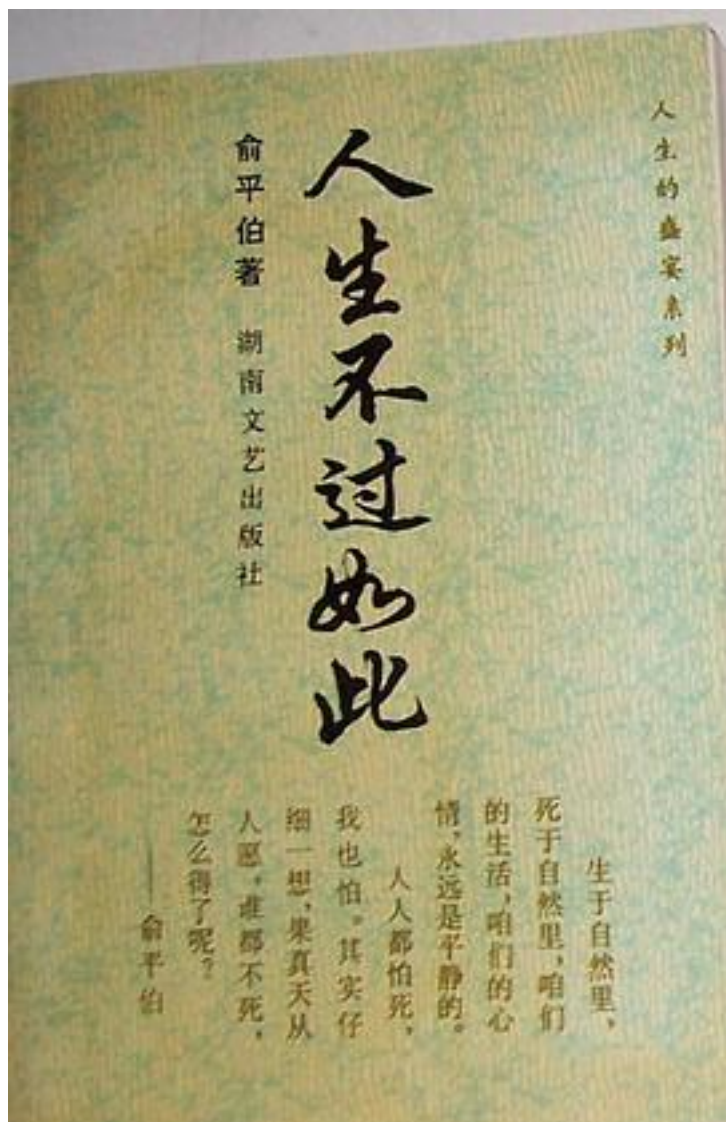 人生的盛宴系列
人生不过如此
俞平伯著 湖南文艺出版社
生于自然里，
死于自然里，咱们
的生活，咱们的心
情，永远是平静的。
人人都怕死，
我也怕。其实仔
细一想，果真天从
人愿，谁都不死，
怎么得了呢？
——俞平伯